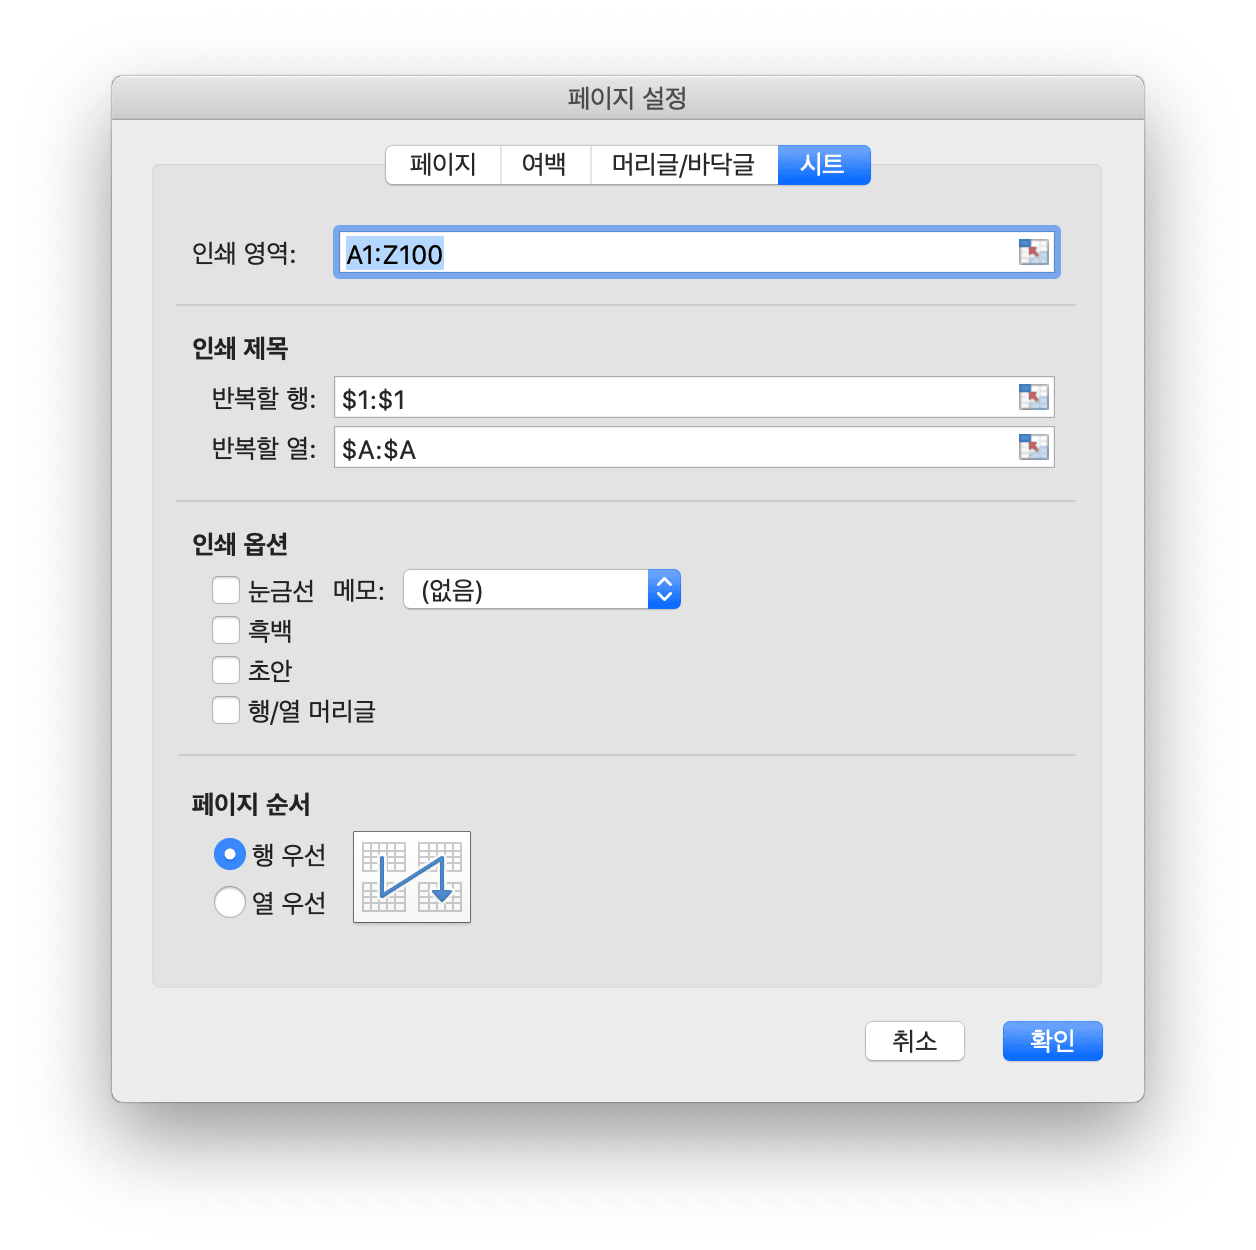 페이지 설정
페이지 여백 머리글/바닥글 시트
인쇄 영역: A1:Z100
인쇄 제목
반복할 행: $1:$1
반복할 열: $A:$A
인쇄 옵션
눈금선 메모: (없음)
흑백
초안
행/열 머리글
페이지 순서
행 우선
열 우선
취소 확인